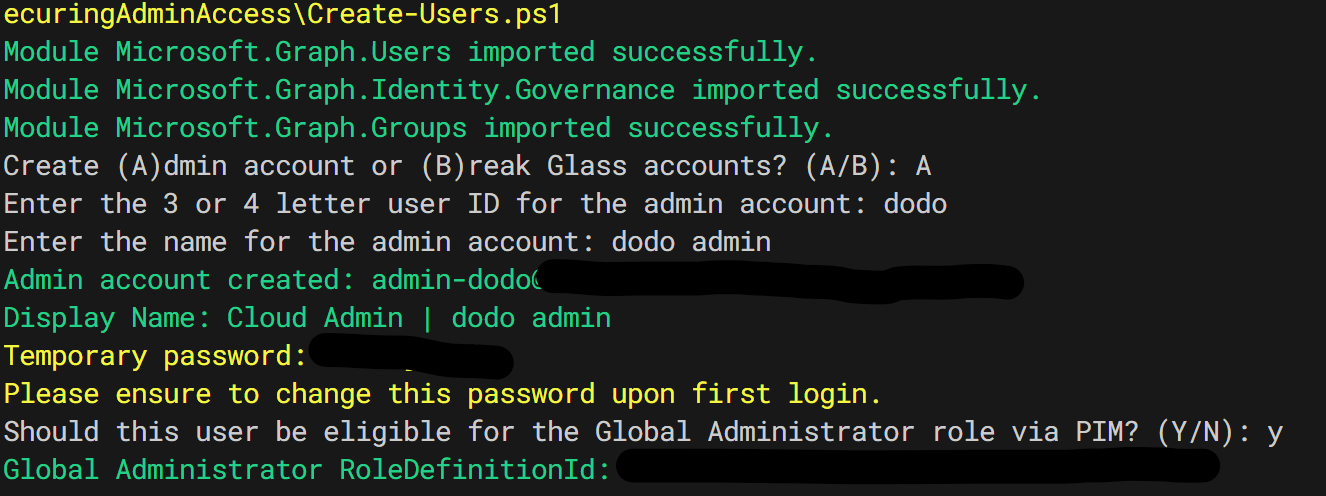 ecuringAdminAccess\Create-Users.ps1
Module Microsoft.Graph.Users imported successfully.
Module Microsoft.Graph.Identity.Governance imported successfully.
Module Microsoft.Graph.Groups imported successfully.
Create (A)dmin account or (B)reak Glass accounts? (A/B): A
Enter the 3 or 4 letter user ID for the admin account: dodo
Enter the name for the admin account: dodo admin
Admin account created: admin-dodo@
Display Name: Cloud Admin | dodo admin
Temporary password:
Please ensure to change this password upon first login.
Should this user be eligible for the Global Administrator role via PIM? (Y/N): y
Global Administrator RoleDefinitionId: